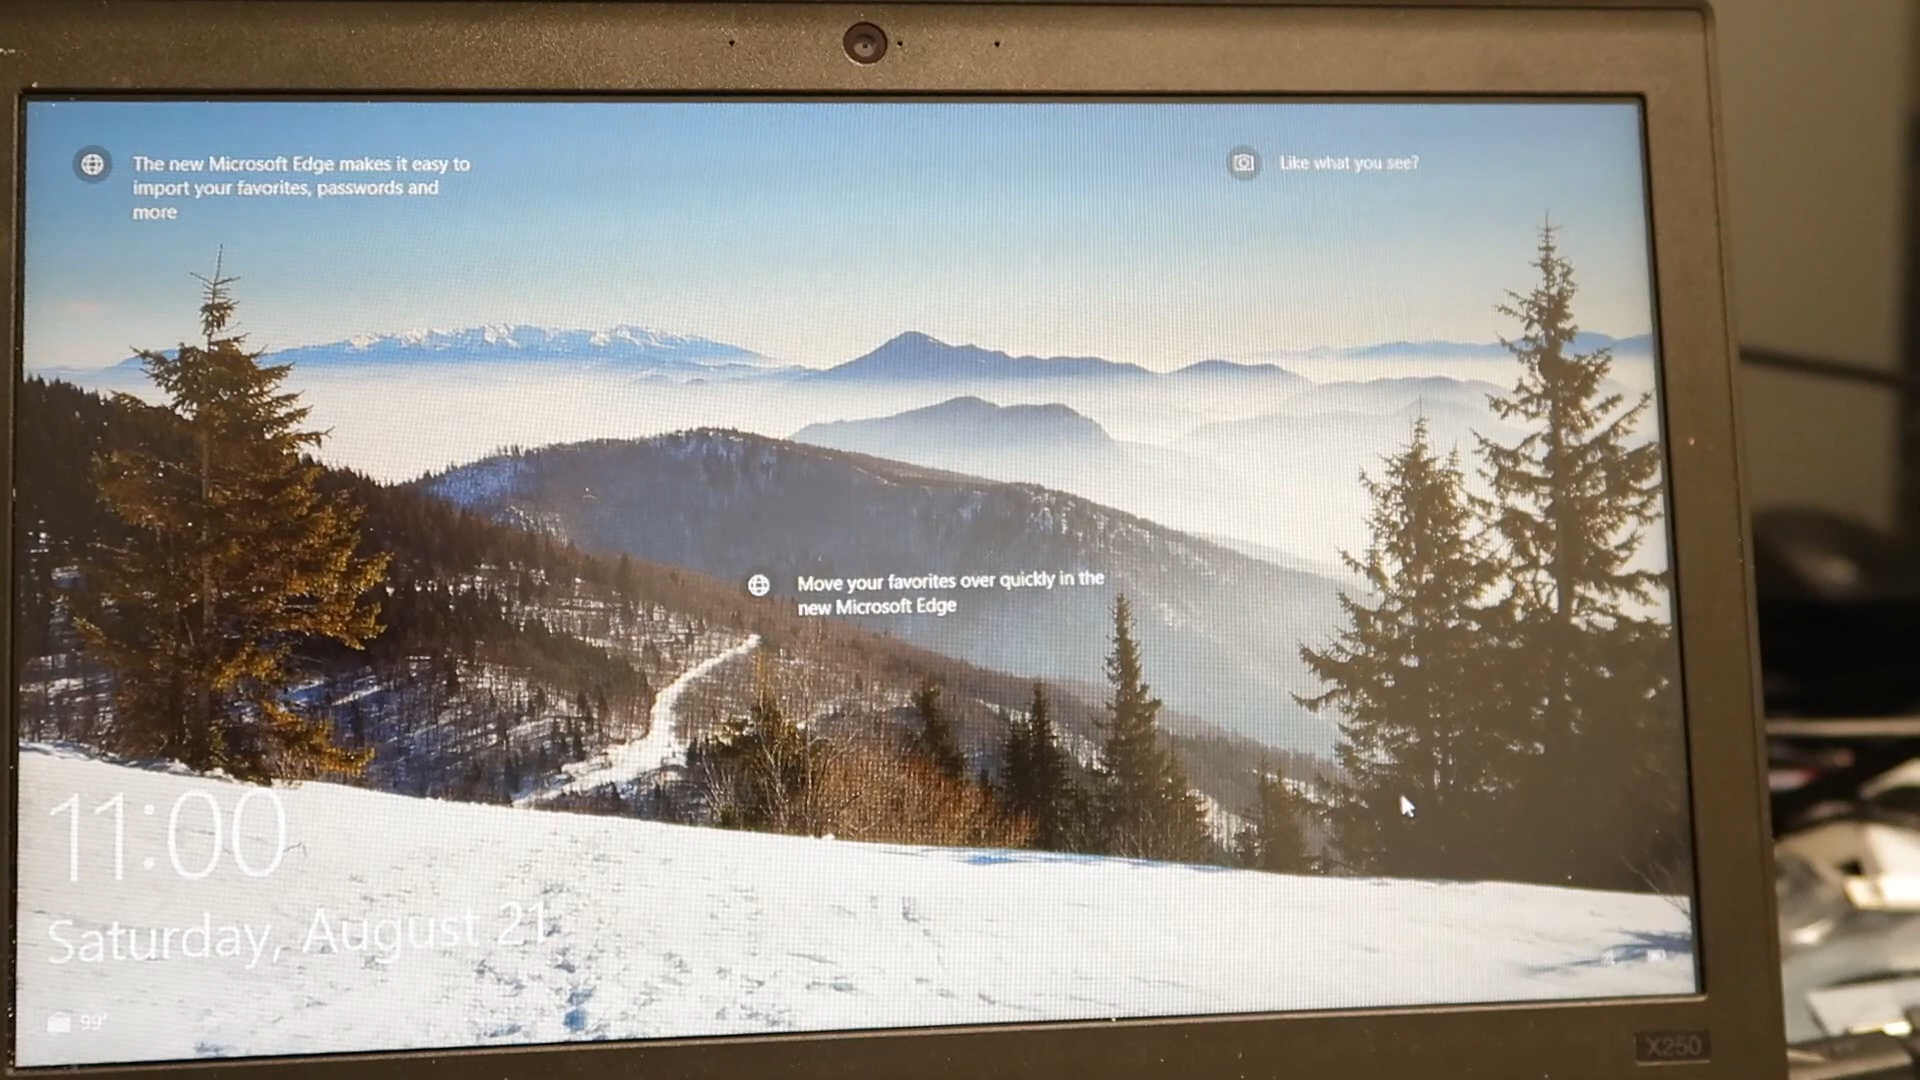 The new Microsoft Edge makes it easy to
import your favorites, passwords and
more
Like what you see?
Move your favorites over quickly in the
new Microsoft Edge
11:00
Saturday, August 21
99°
X250